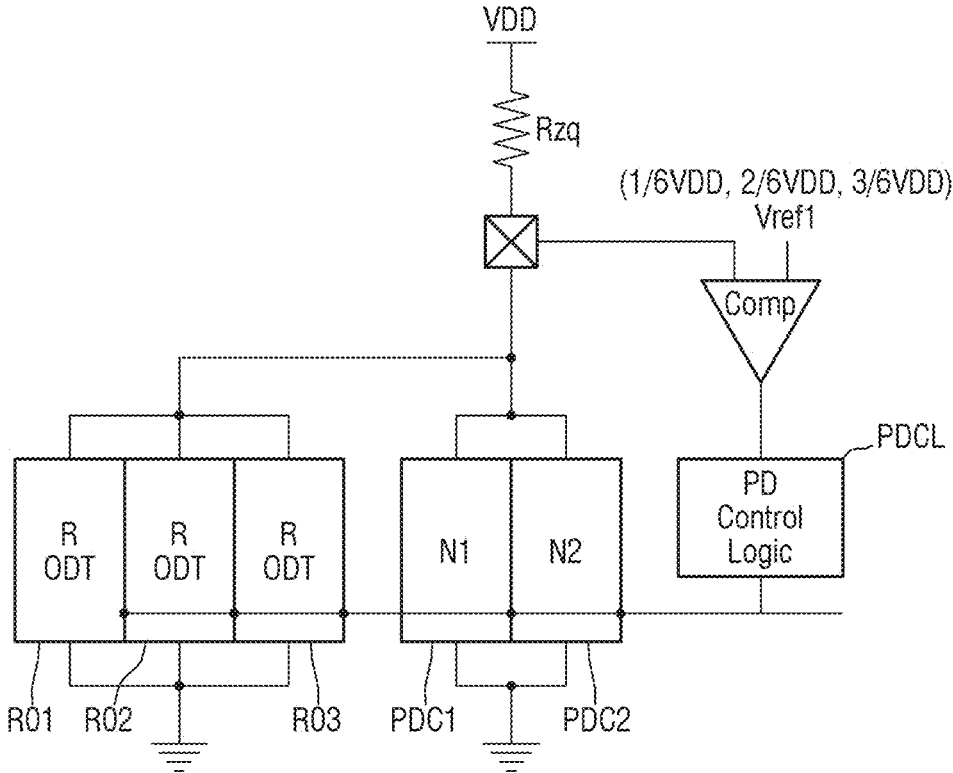 VDD
Rzq
(1/6VDD, 2/6VDD, 3/6VDD)
Vref1
Comp
PDCL
PD
Control
Logic
R
ODT
R
ODT
R
ODT
N1
N2
R01
R02
R03
PDC1
PDC2